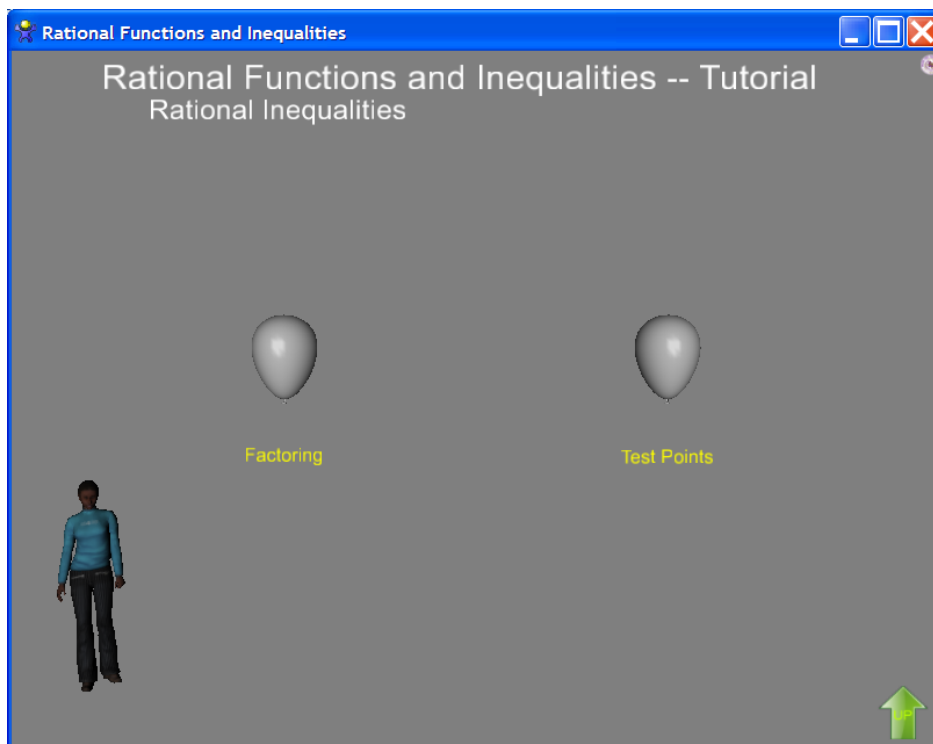 Rational Functions and Inequalities
Rational Functions and Inequalities -- Tutorial
Rational Inequalities
Factoring
Test Points
UP